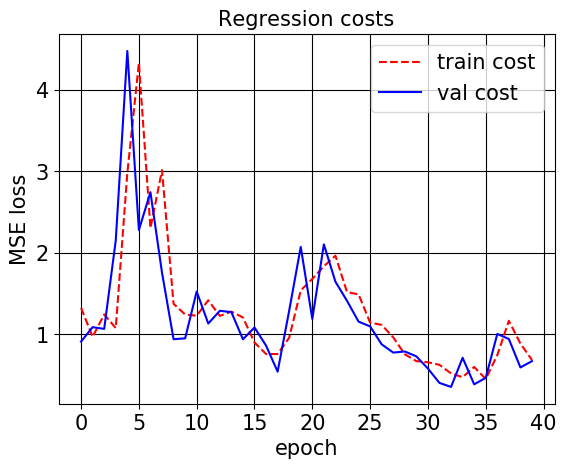 Regression costs
train cost
val cost
4
3
2
1
MSE loss
0 5 10 15 20 25 30 35 40
epoch